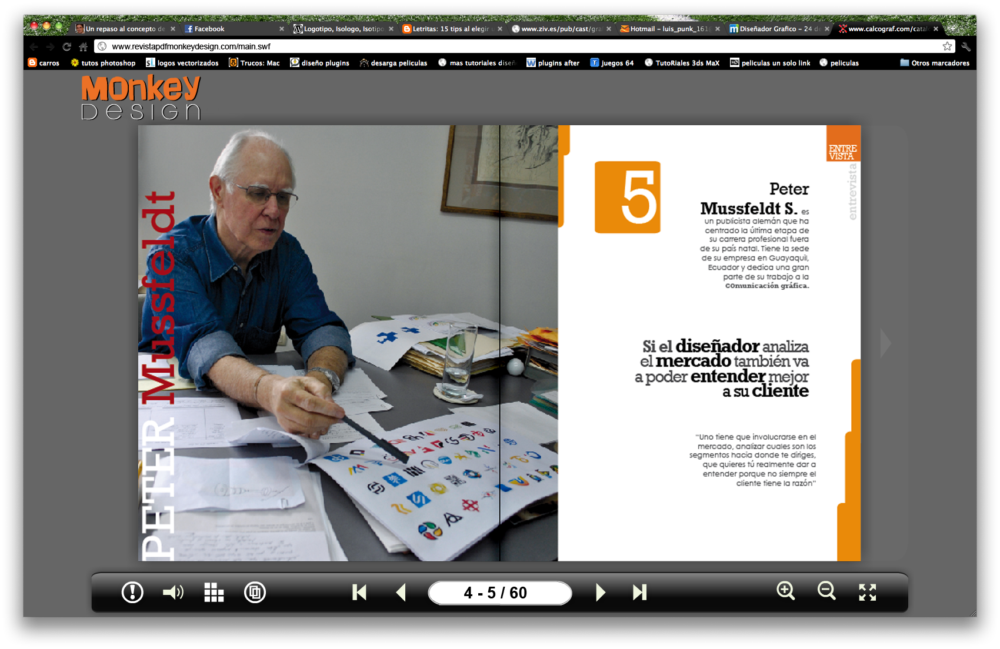 Un repaso al concepto de
Facebook
Logotipo, Isologo, Isotipo,
Letritas: 15 tips al elegir u
www.ziv.es/pub/cast/gra
Hotmail - luis_punk_161@
Diseñador Grafico - 24 de
www.calcograf.com/catal
www.revistapdfmonkeydesign.com/main.swf
carros
tutos photoshop
logos vectorizados
Trucos: Mac
diseño plugins
desarga peliculas
mas tutoriales diseñ
plugins after
juegos 64
TutoRiales 3ds MaX
peliculas un solo link
peliculas
Otros marcadores
Monkey
Design
PETER Mussfeldt
ENTRE
VISTA
entrevista
5
Peter
Mussfeldt S. es
un publicista alemán que ha
centrado la última etapa de
su carrera profesional fuera
de su país natal. Tiene la sede
de su empresa en Guayaquil,
Ecuador y dedica una gran
parte de su trabajo a la
COmunicación gráfica.
Si el diseñador analiza
el mercado también va
a poder entender mejor
a su cliente
"Uno tiene que involucrarse en el
mercado, analizar cuales son los
segmentos hacia donde te diriges,
que quieres tú realmente dar a
entender porque no siempre el
cliente tiene la razón"
4 - 5 / 60